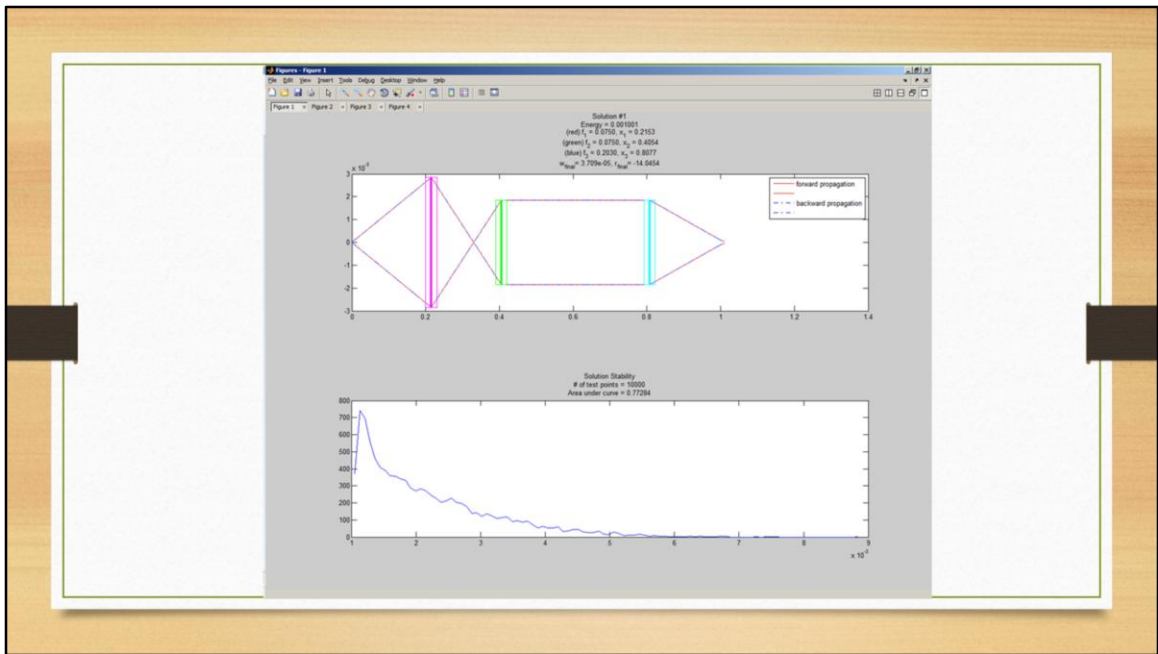 Figures - Figure 1
File Edit View Insert Tools Debug Desktop Window Help
Figure 1 Figure 2 Figure 3 Figure 4
Solution #1
Energy = 0.001001
(red) f1 = 0.0750, x1 = 0.2153
(green) f2 = 0.0750, x2 = 0.4054
(blue) f3 = 0.2030, x3 = 0.8077
wfinal= 3.709e-05, rfinal= -14.0454
x 10-3
3
2
1
0
-1
-2
-3
0 0.2 0.4 0.6 0.8 1 1.2 1.4
forward propagation
backward propagation
Solution Stability
# of test points = 10000
Area under curve = 0.77284
800
700
600
500
400
300
200
100
0
1 2 3 4 5 6 7 8 9
x 10-3